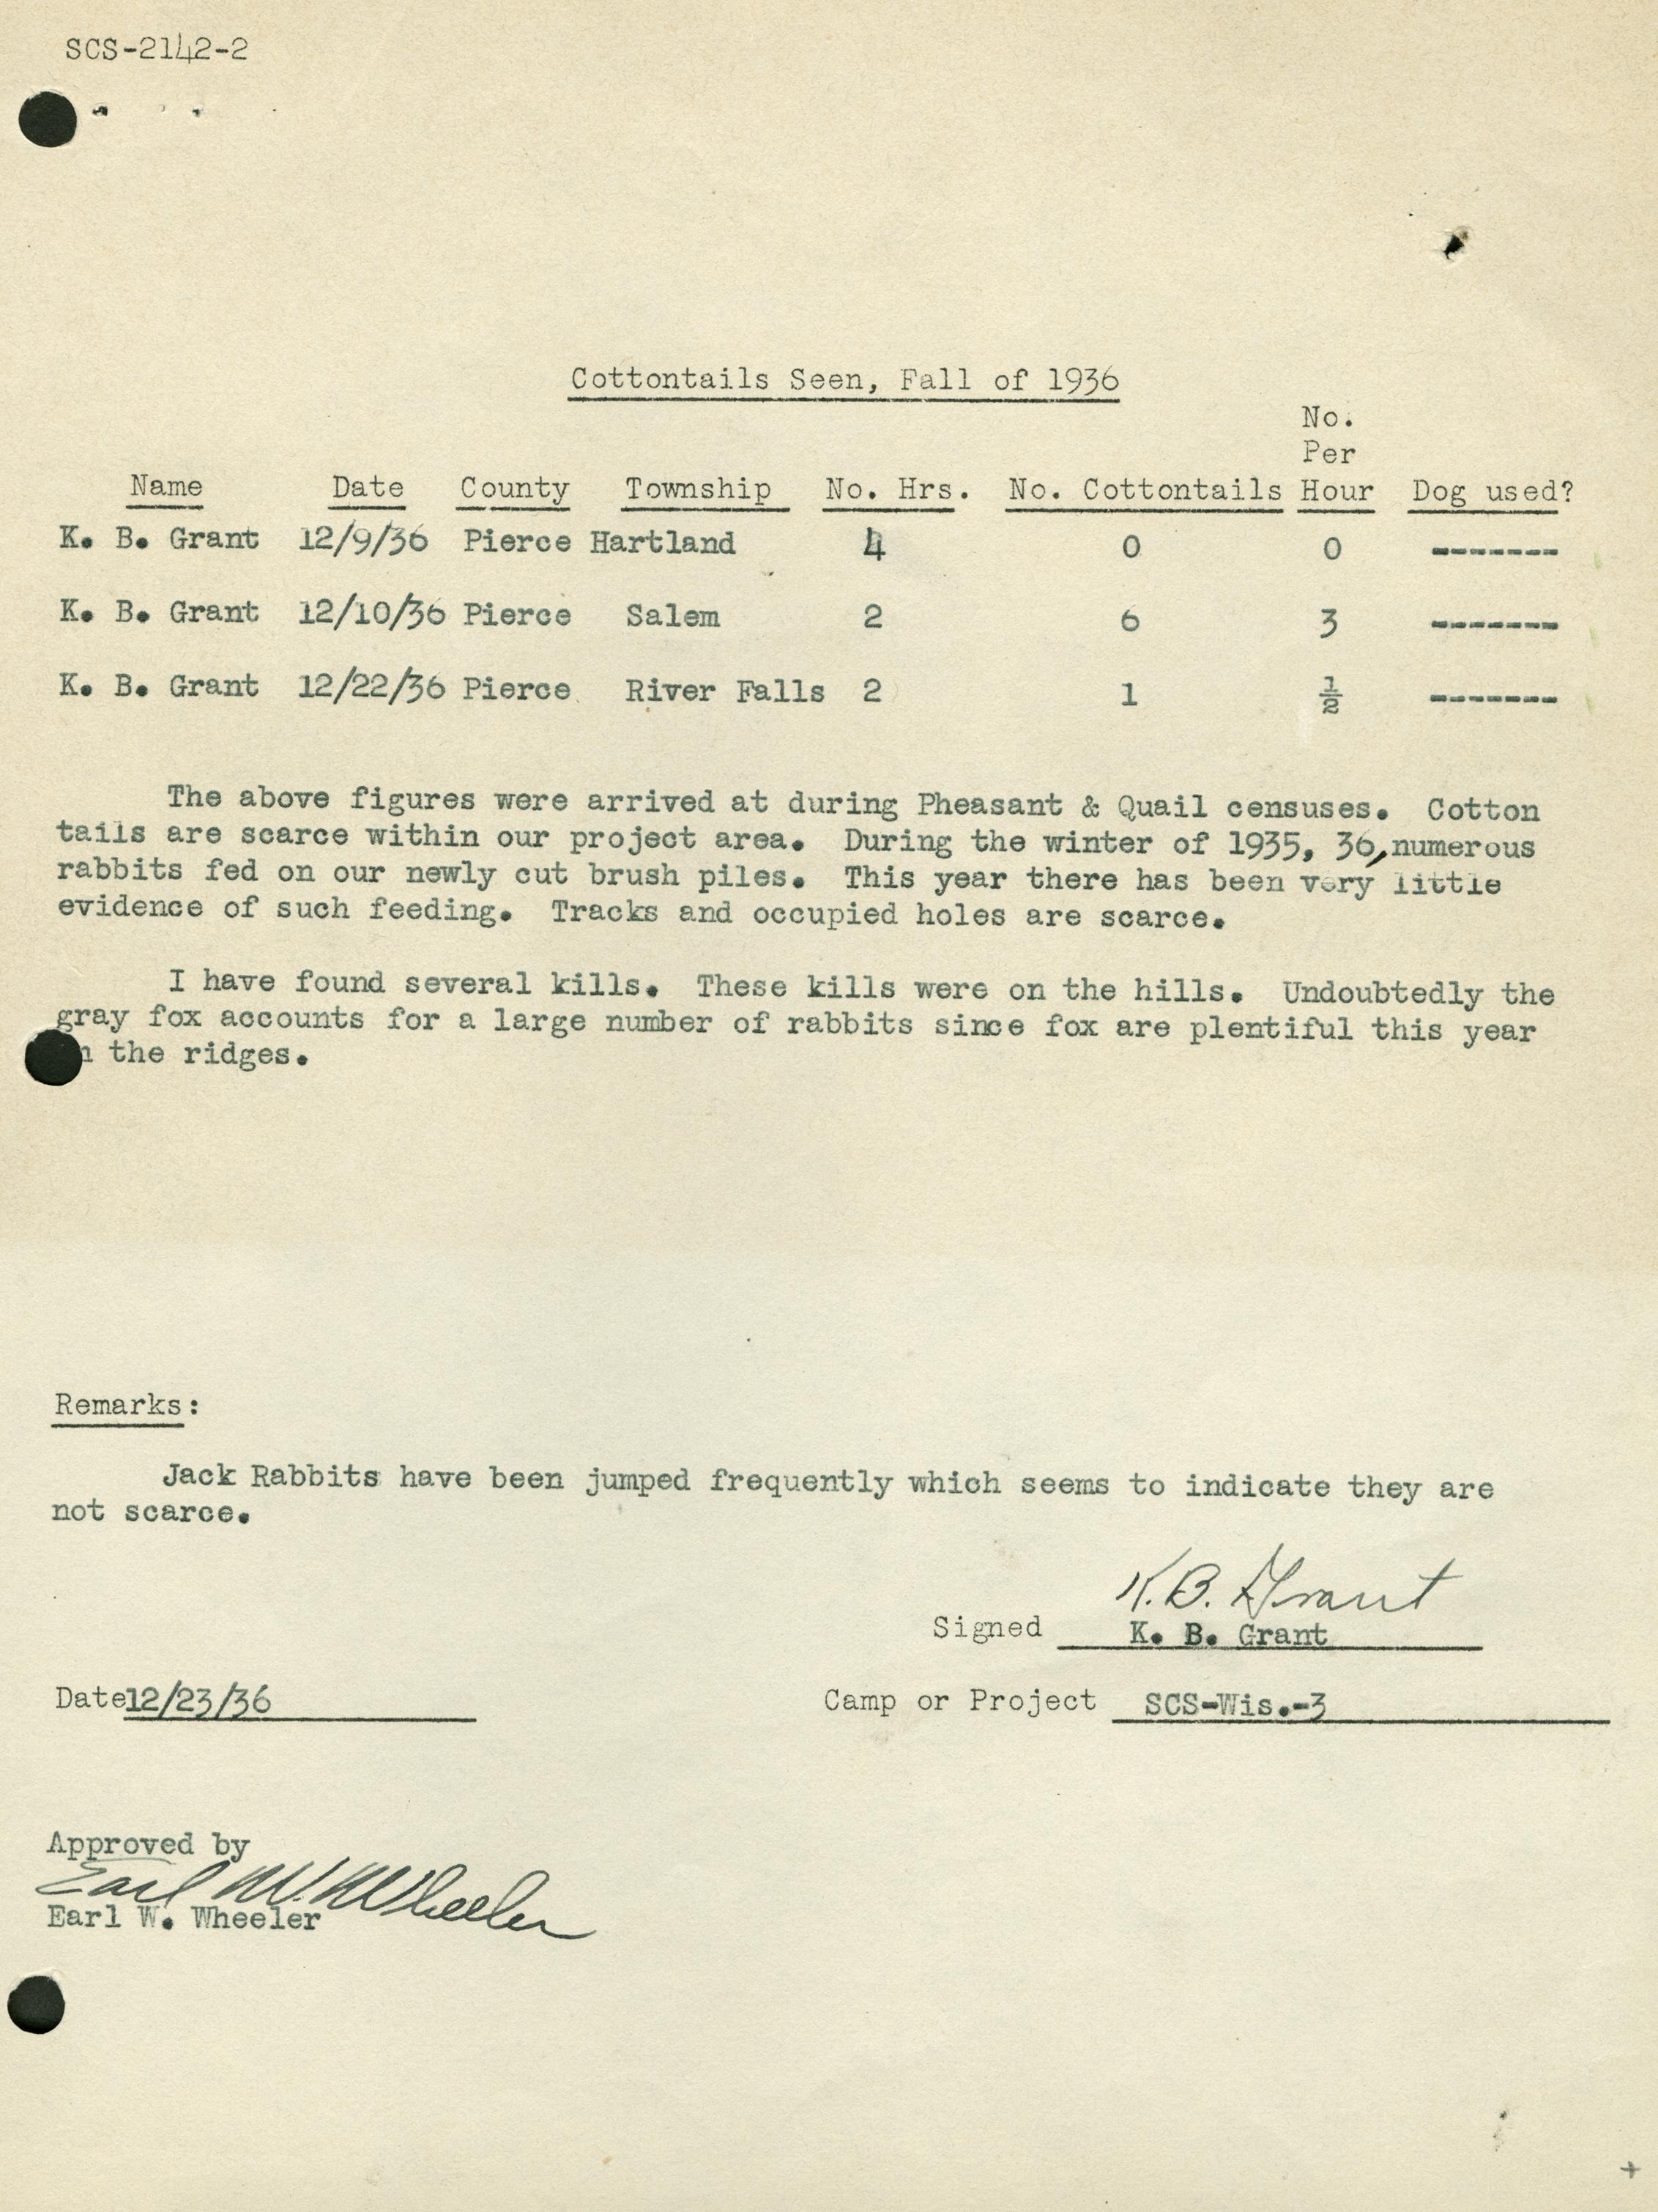 SCS-2142-2
Cottontails Seen, Fall of 1936
No.
Per
Name Date County Township No. Hrs. No. Cottontails Hour Dog used?
K. B. Grant 12/9/36 Pierce Hartland 4 0 0 -------
K. B. Grant 12/10/36 Pierce Salem 2 6 3 -------
K. B. Grant 12/22/36 Pierce River Falls 2 1 ½ -------
The above figures were arrived at during Pheasant & Quail censuses. Cotton
tails are scarce within our project area. During the winter of 1935, 36, numerous
rabbits fed on our newly cut brush piles. This year there has been very little
evidence of such feeding. Tracks and occupied holes are scarce.
I have found several kills. These kills were on the hills. Undoubtedly the
gray fox accounts for a large number of rabbits since fox are plentiful this year
the ridges.
Remarks:
Jack Rabbits have been jumped frequently which seems to indicate they are
not scarce.
K. B. Grant
Signed K. B. Grant
Date 12/23/36 Camp or Project SCS-Wis.-3
Approved by
Earl W. Wheeler
Earl W. Wheeler